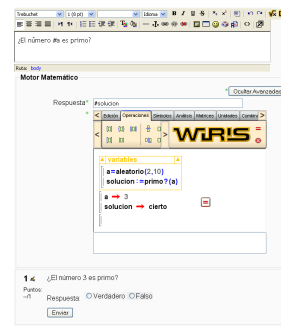 Trebuchet 1 (8 pt) Idioma B I U S
¿El número #a es primo?
Ruta: body
Motor Matemático
* Ocultar Avanzadas
Respuesta* #solucion
*
< Edición Operaciones Símbolos Análisis Matrices Unidades Combin >
WIRIS
variables
a=aleatorio(2,10)
solucion:=primo?(a)
a → 3
solucion → cierto
=
1 ¿El número 3 es primo?
Puntos:
--/1
Respuesta: Verdadero Falso
Enviar